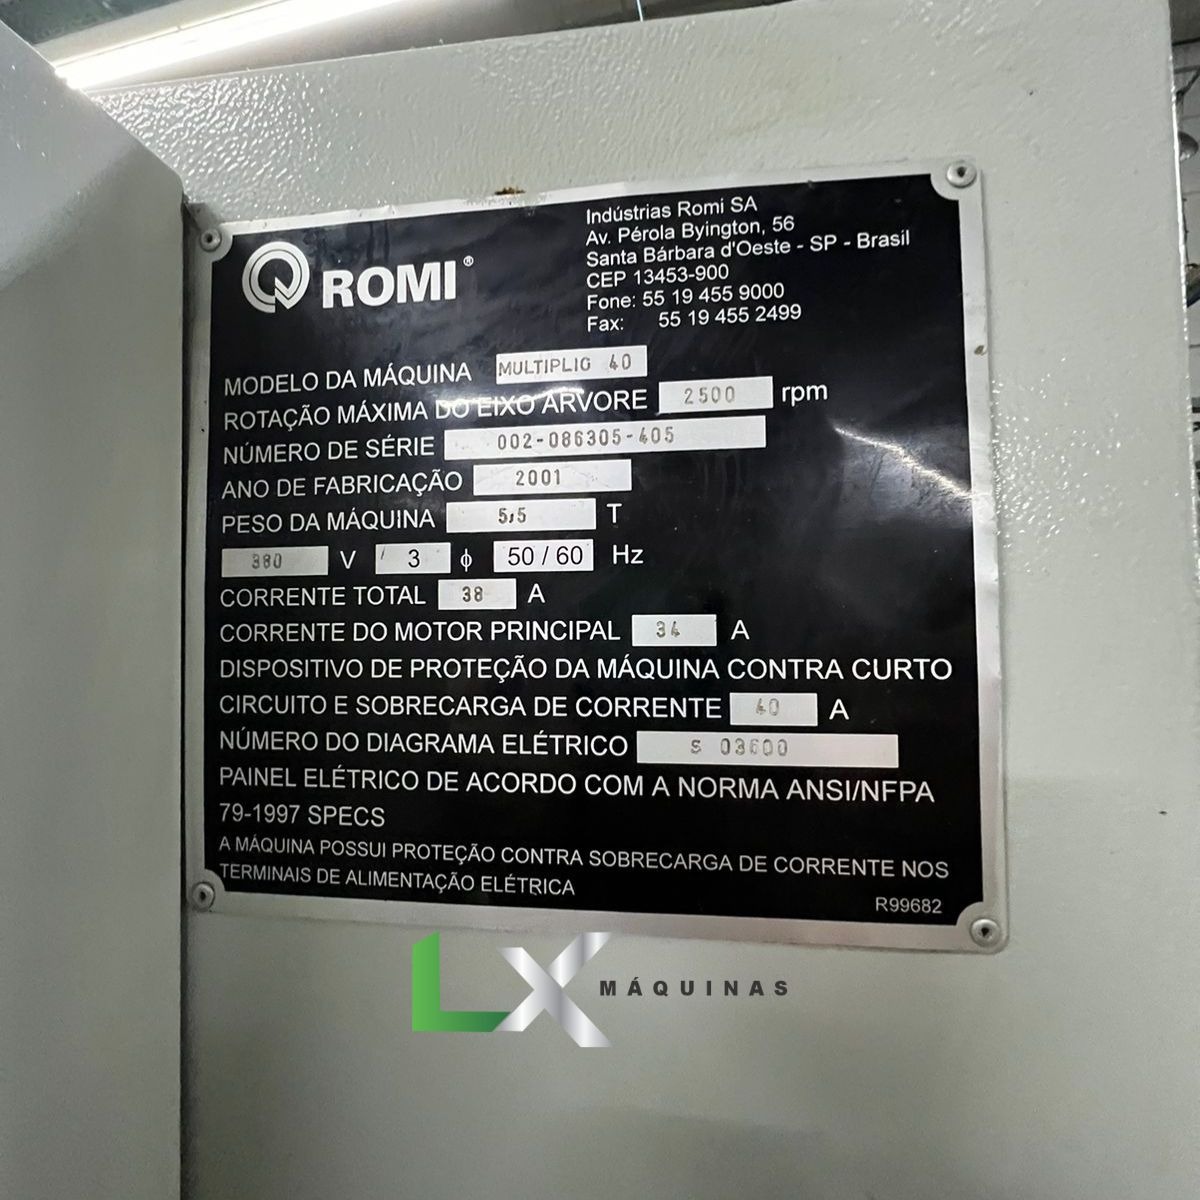 ROMI®
Indústrias Romi SA
Av. Pérola Byington, 56
Santa Bárbara d'Oeste - SP - Brasil
CEP 13453-900
Fone: 55 19 455 9000
Fax: 55 19 455 2499
MODELO DA MÁQUINA MULTIPLIG 40
ROTAÇÃO MÁXIMA DO EIXO ÁRVORE 2500 rpm
NÚMERO DE SÉRIE 002-086305-405
ANO DE FABRICAÇÃO 2001
PESO DA MÁQUINA 5,5 T
380 V 3 ϕ 50 / 60 Hz
CORRENTE TOTAL 38 A
CORRENTE DO MOTOR PRINCIPAL 34 A
DISPOSITIVO DE PROTEÇÃO DA MÁQUINA CONTRA CURTO
CIRCUITO E SOBRECARGA DE CORRENTE 40 A
NÚMERO DO DIAGRAMA ELÉTRICO S 03600
PAINEL ELÉTRICO DE ACORDO COM A NORMA ANSI/NFPA
79-1997 SPECS
A MÁQUINA POSSUI PROTEÇÃO CONTRA SOBRECARGA DE CORRENTE NOS
TERMINAIS DE ALIMENTAÇÃO ELÉTRICA
R99682
LX MÁQUINAS